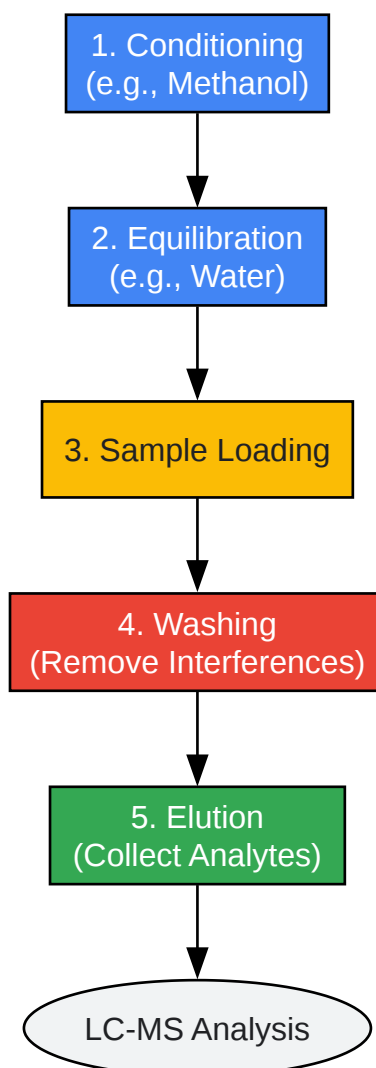 1. Conditioning
(e.g., Methanol)
2. Equilibration
(e.g., Water)
3. Sample Loading
4. Washing
(Remove Interferences)
5. Elution
(Collect Analytes)
LC-MS Analysis